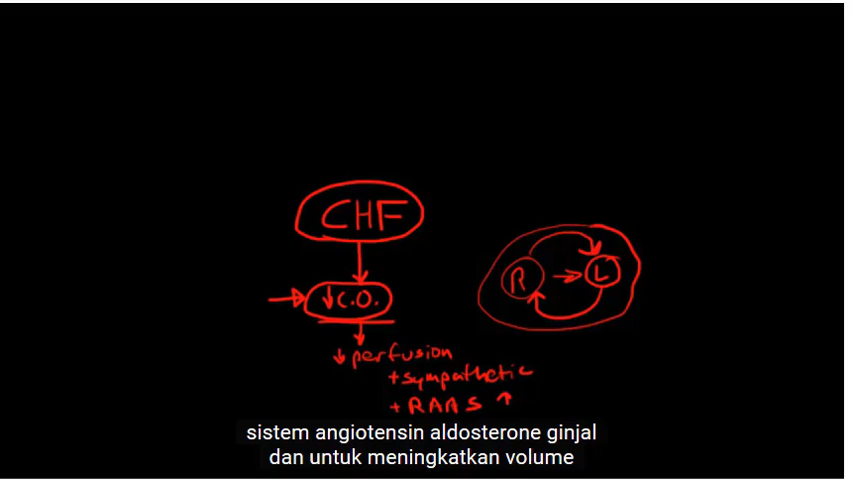 CHF
↓ C.O.
R → L
↓ perfusion
+ sympathetic
+ RAAS ↑
sistem angiotensin aldosterone ginjal
dan untuk meningkatkan volume